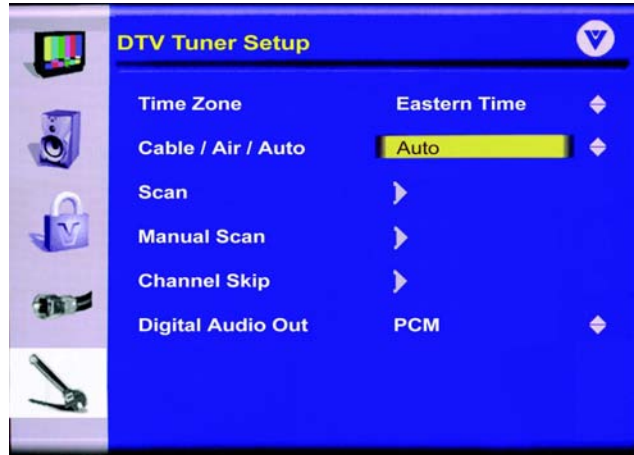 DTV Tuner Setup
Time Zone Eastern Time
Cable / Air / Auto Auto
Scan
Manual Scan
Channel Skip
Digital Audio Out PCM